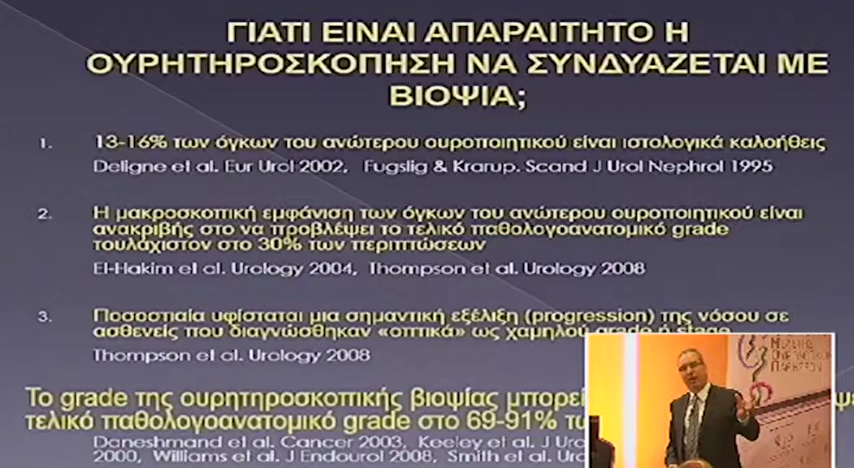 ΓΙΑΤΙ ΕΙΝΑΙ ΑΠΑΡΑΙΤΗΤΟ Η
ΟΥΡΗΤΗΡΟΣΚΟΠΗΣΗ ΝΑ ΣΥΝΔΥΑΖΕΤΑΙ ΜΕ
ΒΙΟΨΙΑ;
1. 13-16% των όγκων του ανώτερου ουροποιητικού είναι ιστολογικά καλοήθεις
Deligne et al. Eur Urol 2002, Fugslig & Krarup. Scand J Urol Nephrol 1995
2. Η μακροσκοπική εμφάνιση των όγκων του ανώτερου ουροποιητικού είναι
ανακριβής στο να προβλέψει το τελικό παθολογοανατομικό grade
τουλάχιστον στο 30% των περιπτώσεων
El-Hakim et al. Urology 2004, Thompson et al. Urology 2008
3. Ποσοστιαία υφίσταται μια σημαντική εξέλιξη (progression) της νόσου σε
ασθενείς που διαγνώσθηκαν «οπτικά» ως χαμηλού grade ή stage
Thompson et al. Urology 2008
Το grade της ουρητηροσκοπικής βιοψίας μπορεί
τελικό παθολογοανατομικό grade στο 69-91%
Daneshmand et al. Cancer 2003, Keeley et al. J
2000, Williams et al. J Endourol 2008, Smith et al.